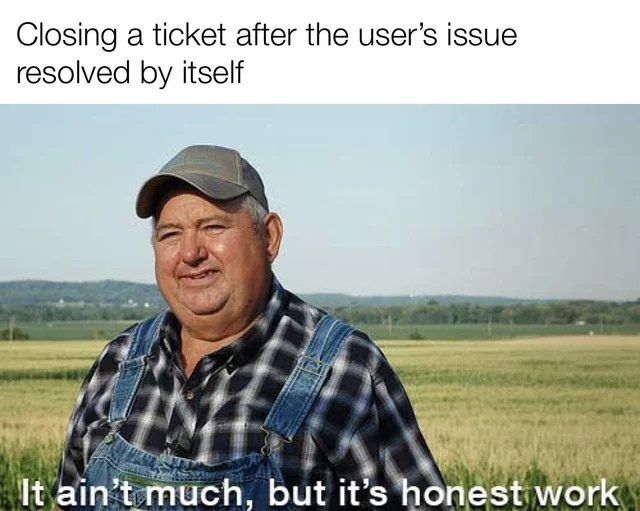 Closing a ticket after the user’s issue
resolved by itself
It ain't much, but it's honest work